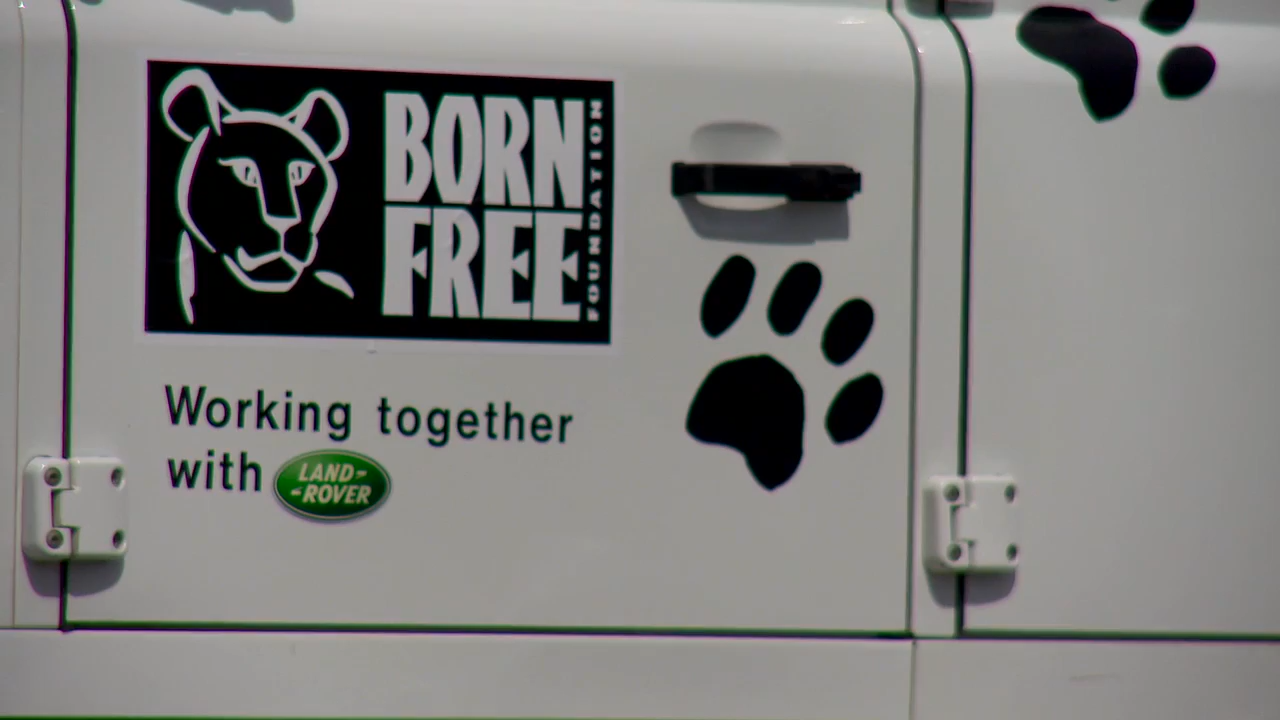 BORN
FREE
FOUNDATION
Working together
with LAND-
-ROVER